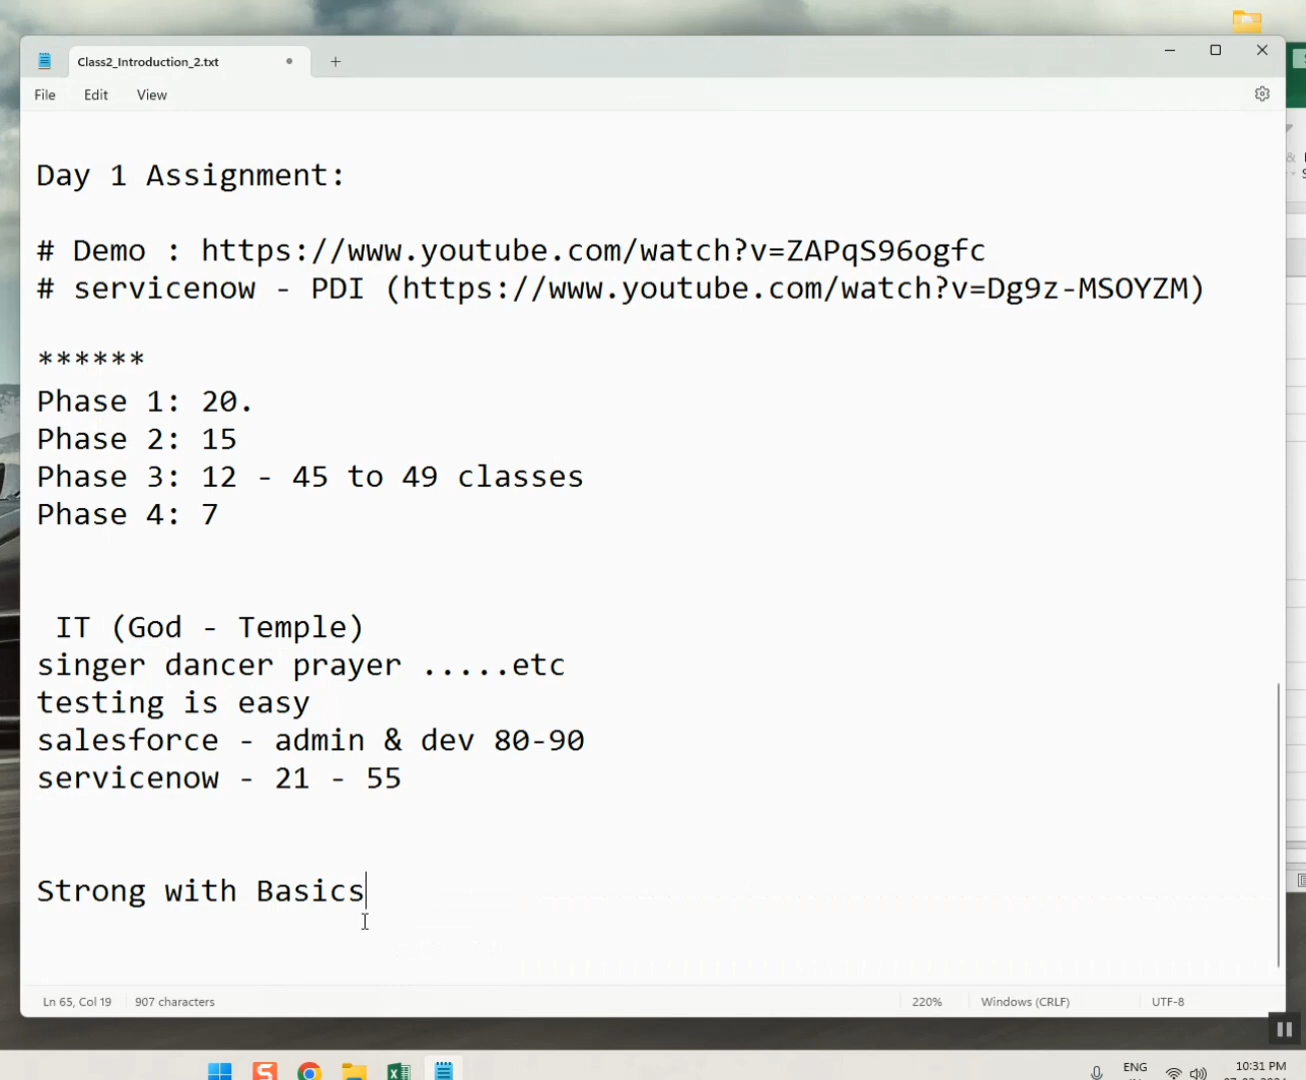 Class2_Introduction_2.txt
File Edit View
Day 1 Assignment:
# Demo : https://www.youtube.com/watch?v=ZAPqS96ogfc
# servicenow - PDI (https://www.youtube.com/watch?v=Dg9z-MSOYZM)
******
Phase 1: 20.
Phase 2: 15
Phase 3: 12 - 45 to 49 classes
Phase 4: 7
IT (God - Temple)
singer dancer prayer .....etc
testing is easy
salesforce - admin & dev 80-90
servicenow - 21 - 55
Strong with Basics
Ln 65, Col 19 907 characters 220% Windows (CRLF) UTF-8
ENG 10:31 PM